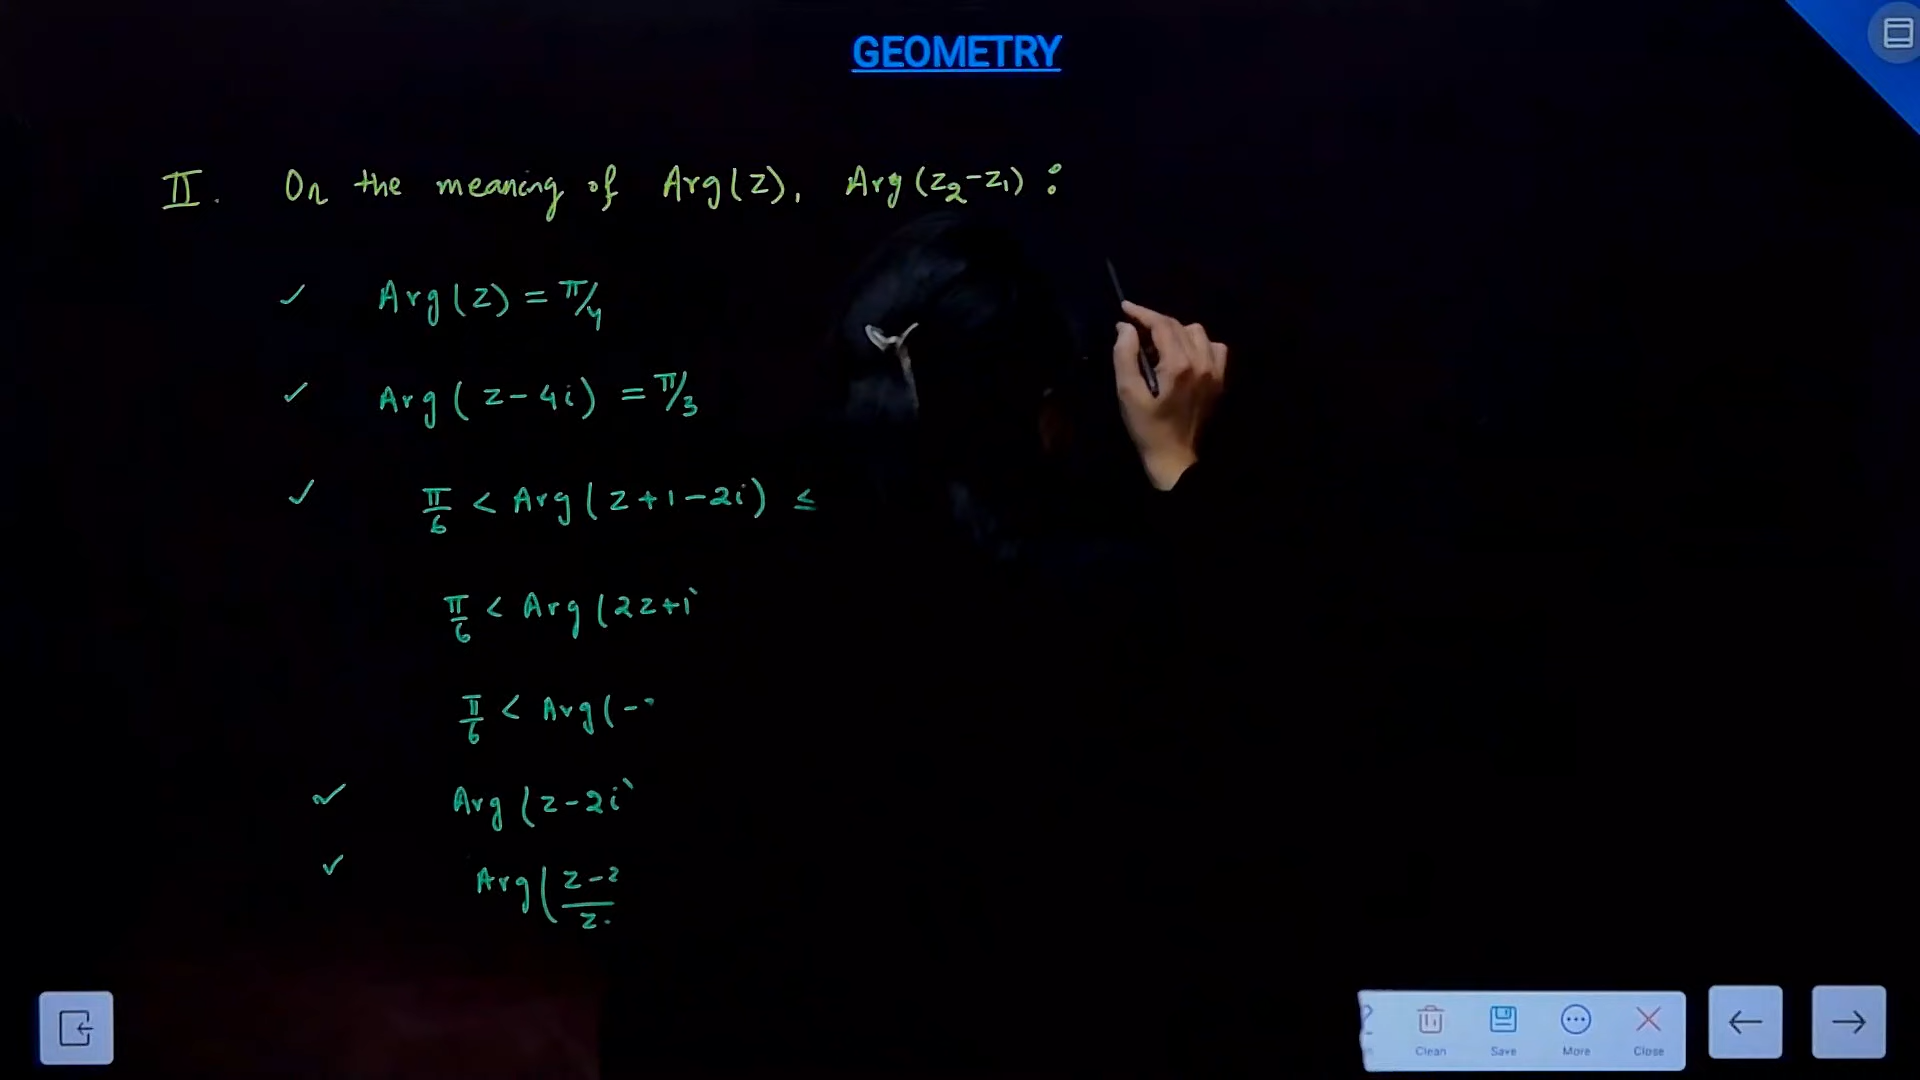 GEOMETRY
II. On the meaning of Arg(z), Arg(z₂-z₁) :
✓ Arg(z) = π/4
✓ Arg(z-4i) = π/3
✓ π/6 < Arg(z+1-2i) ≤
π/6 < Arg(2z+i
π/6 < Arg(-
✓ Arg(z-2i
✓ Arg(z-2/z
Clean Save More Close